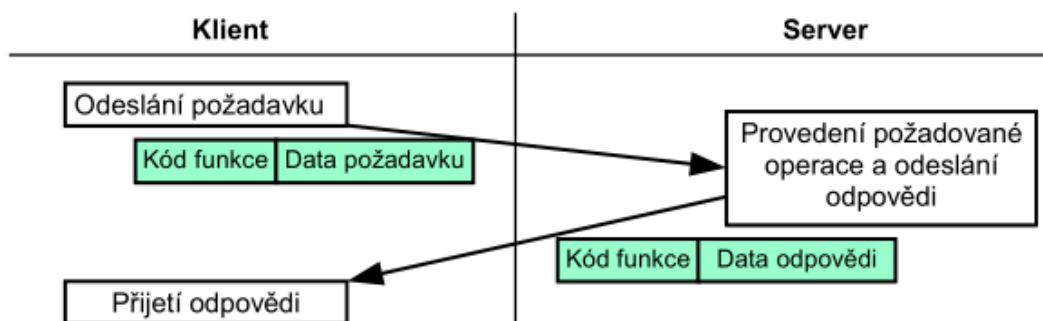 Klient
Server
Odeslání požadavku
Kód funkce
Data požadavku
Provedení požadované
operace a odeslání
odpovědi
Kód funkce
Data odpovědi
Přijetí odpovědi